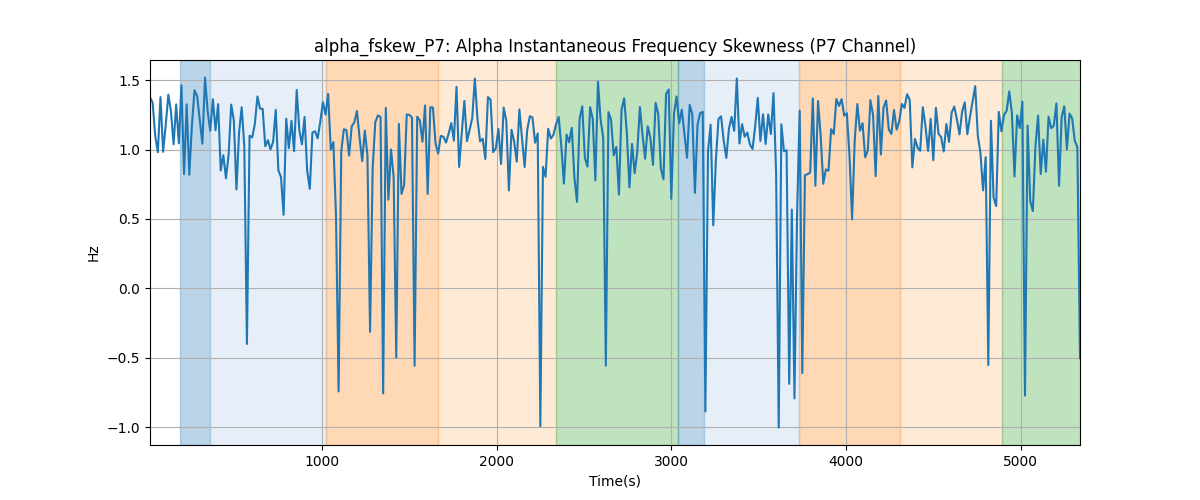 alpha_fskew_P7: Alpha Instantaneous Frequency Skewness (P7 Channel)
1.5
1.0
0.5
0.0
−0.5
−1.0
Hz
1000 2000 3000 4000 5000
Time(s)